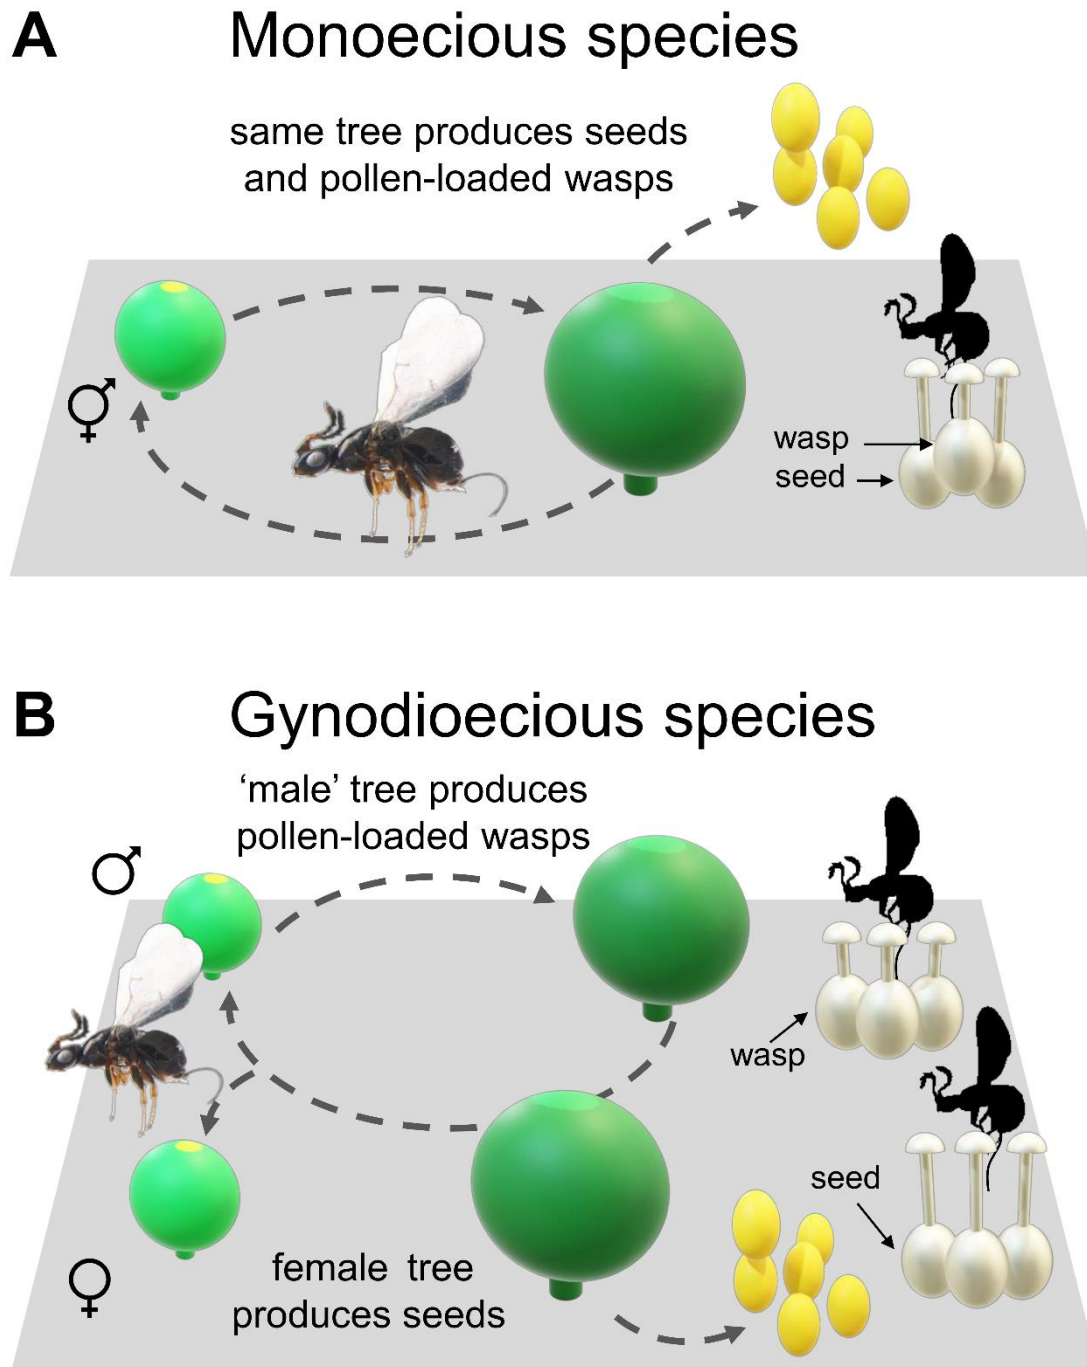 A
Monoecious species
same tree produces seeds
and pollen-loaded wasps
wasp
seed
B
Gynodioecious species
‘male’ tree produces
pollen-loaded wasps
wasp
seed
female tree
produces seeds